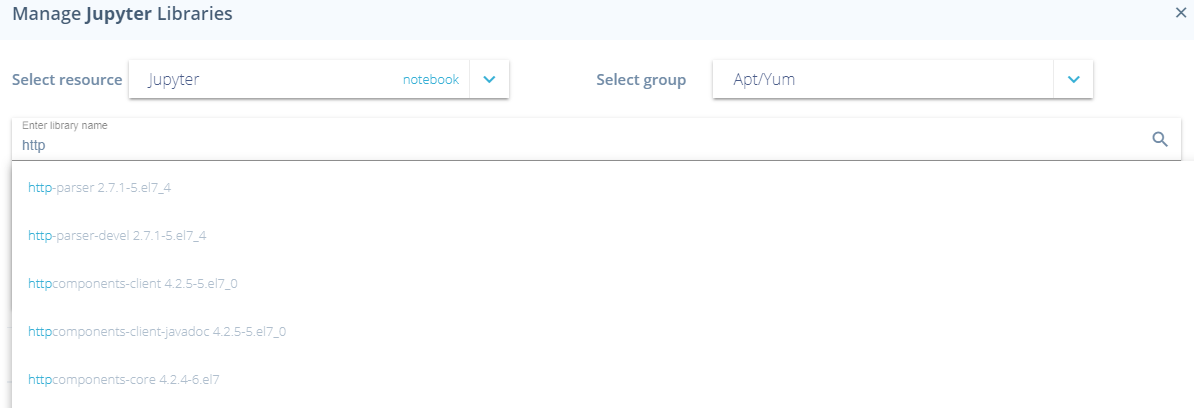 Manage Jupyter Libraries
Select resource Jupyter notebook Select group Apt/Yum
Enter library name
http
http-parser 2.7.1-5.el7_4
http-parser-devel 2.7.1-5.el7_4
httpcomponents-client 4.2.5-5.el7_0
httpcomponents-client-javadoc 4.2.5-5.el7_0
httpcomponents-core 4.2.4-6.el7